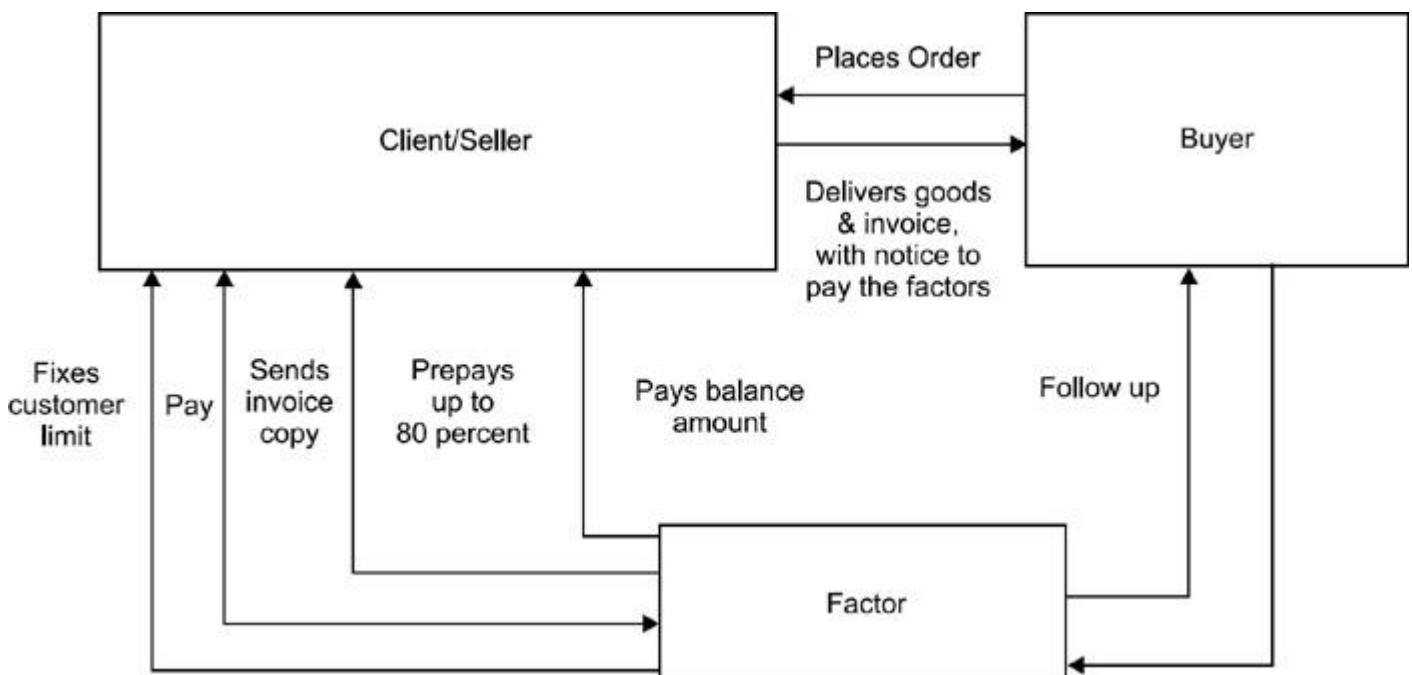 Places Order
Client/Seller
Buyer
Delivers goods
& invoice,
with notice to
pay the factors
Fixes
customer
limit
Pay
Sends
invoice
copy
Prepays
up to
80 percent
Pays balance
amount
Follow up
Factor